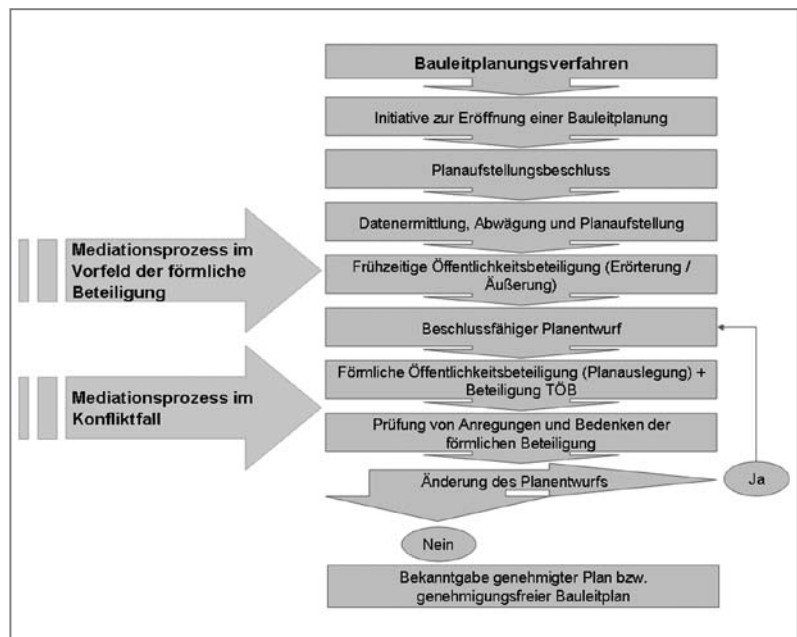 Bauleitplanungsverfahren
Initiative zur Eröffnung einer Bauleitplanung
Planaufstellungsbeschluss
Datenermittlung, Abwägung und Planaufstellung
Mediationsprozess im
Vorfeld der förmliche
Beteiligung
Frühzeitige Öffentlichkeitsbeteiligung (Erörterung /
Äußerung)
Beschlussfähiger Planentwurf
Mediationsprozess im
Konfliktfall
Förmliche Öffentlichkeitsbeteiligung (Planauslegung) +
Beteiligung TÖB
Prüfung von Anregungen und Bedenken der
förmlichen Beteiligung
Änderung des Planentwurfs
Ja
Nein
Bekanntgabe genehmigter Plan bzw.
genehmigungsfreier Bauleitplan